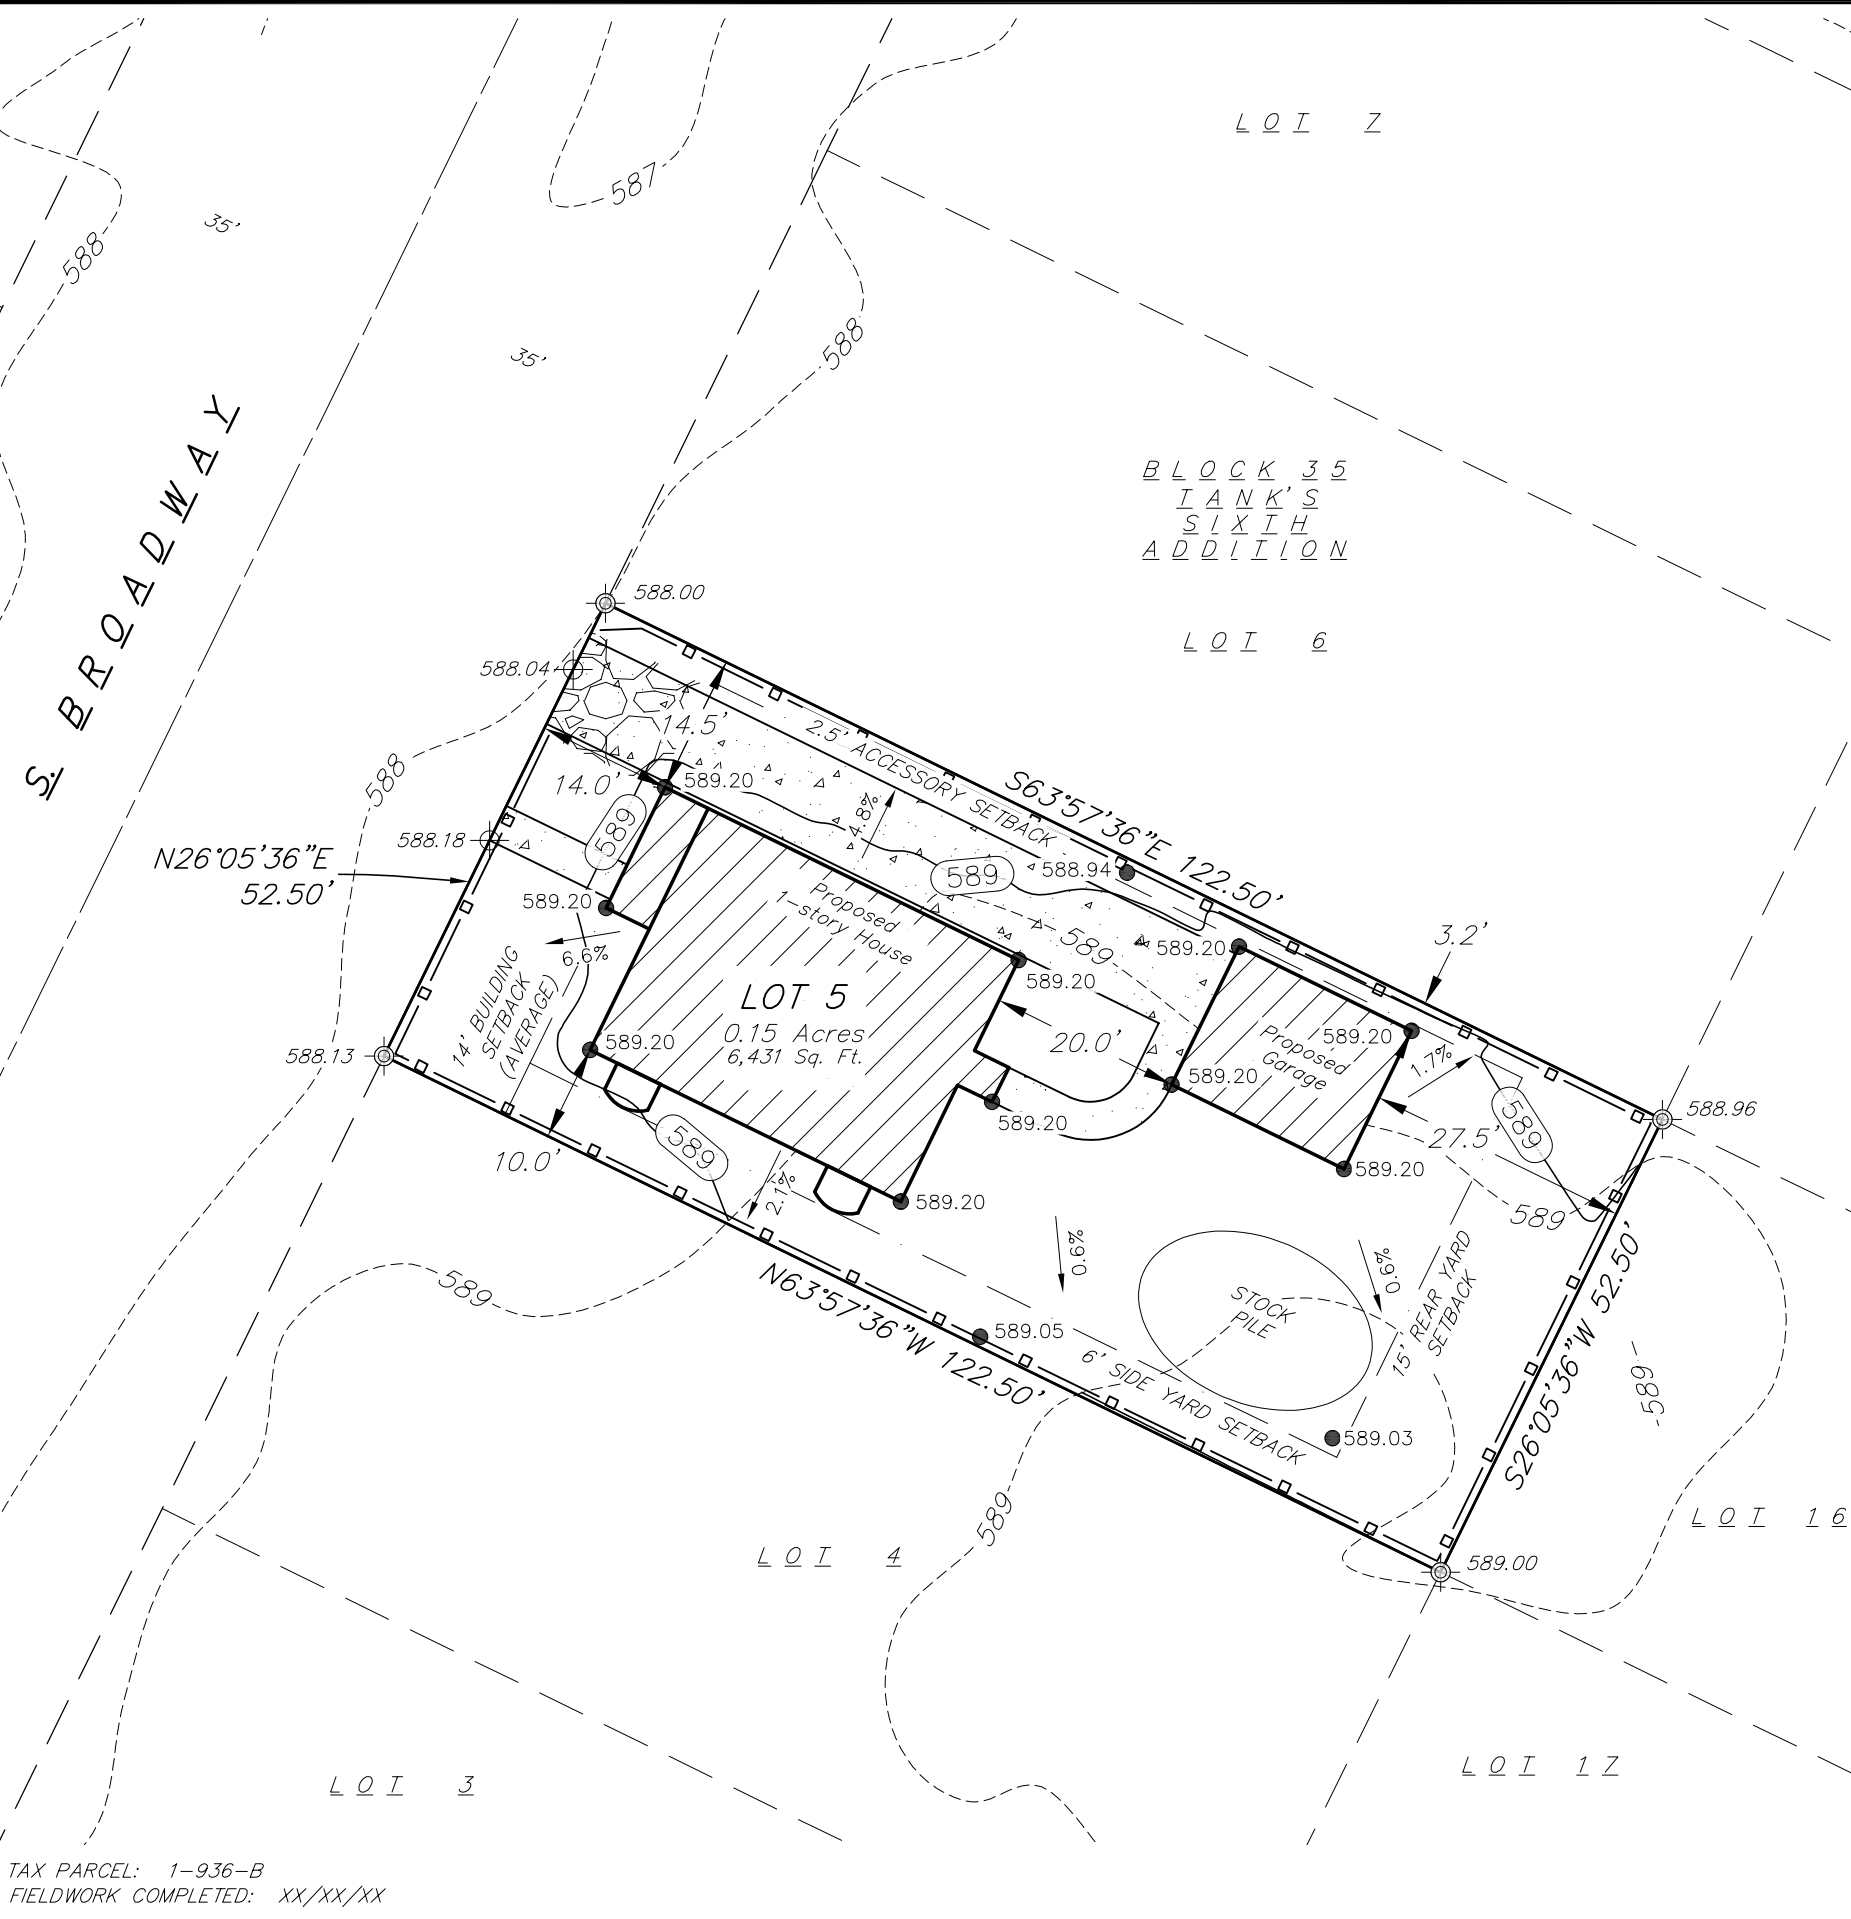 LOT 7
587
35'
588
35'
588
S. BROADWAY
BLOCK 35
TANK'S
SIXTH
ADDITION
588.00
LOT 6
588.04
14.5'
2.5' ACCESSORY SETBACK
S63°57'36"E 122.50'
588
14.0'
589.20
589
4.8%
588.18
N26°05'36"E
52.50'
589
588.94
589.20
Proposed
1-story House
3.2'
589
589.20
6.6%
14' BUILDING
SETBACK
(AVERAGE)
LOT 5
0.15 Acres
6,431 Sq. Ft.
589.20
589.20
589.20
20.0'
Proposed
Garage
1.7%
588.13
589.20
589.20
588.96
589
27.5'
589
10.0'
2.1%
589.20
589.20
589
0.6%
0.6%
15' REAR YARD
SETBACK
S26°05'36"W 52.50'
589
N63°57'36"W 122.50'
STOCK
PILE
589.05
6' SIDE YARD SETBACK
589.03
589
589
LOT 16
LOT 4
589.00
LOT 17
LOT 3
TAX PARCEL: 1-936-B
FIELDWORK COMPLETED: XX/XX/XX